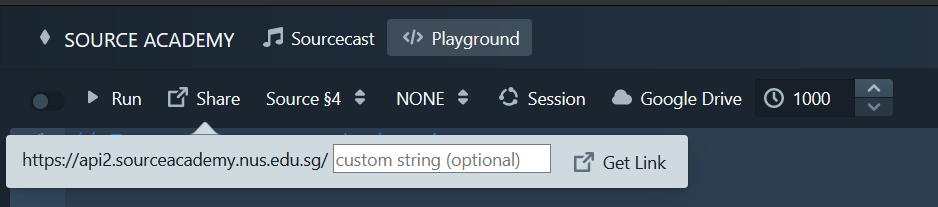 SOURCE ACADEMY Sourcecast </> Playground
Run Share Source §4 NONE Session Google Drive 1000
https://api2.sourceacademy.nus.edu.sg/ custom string (optional) Get Link